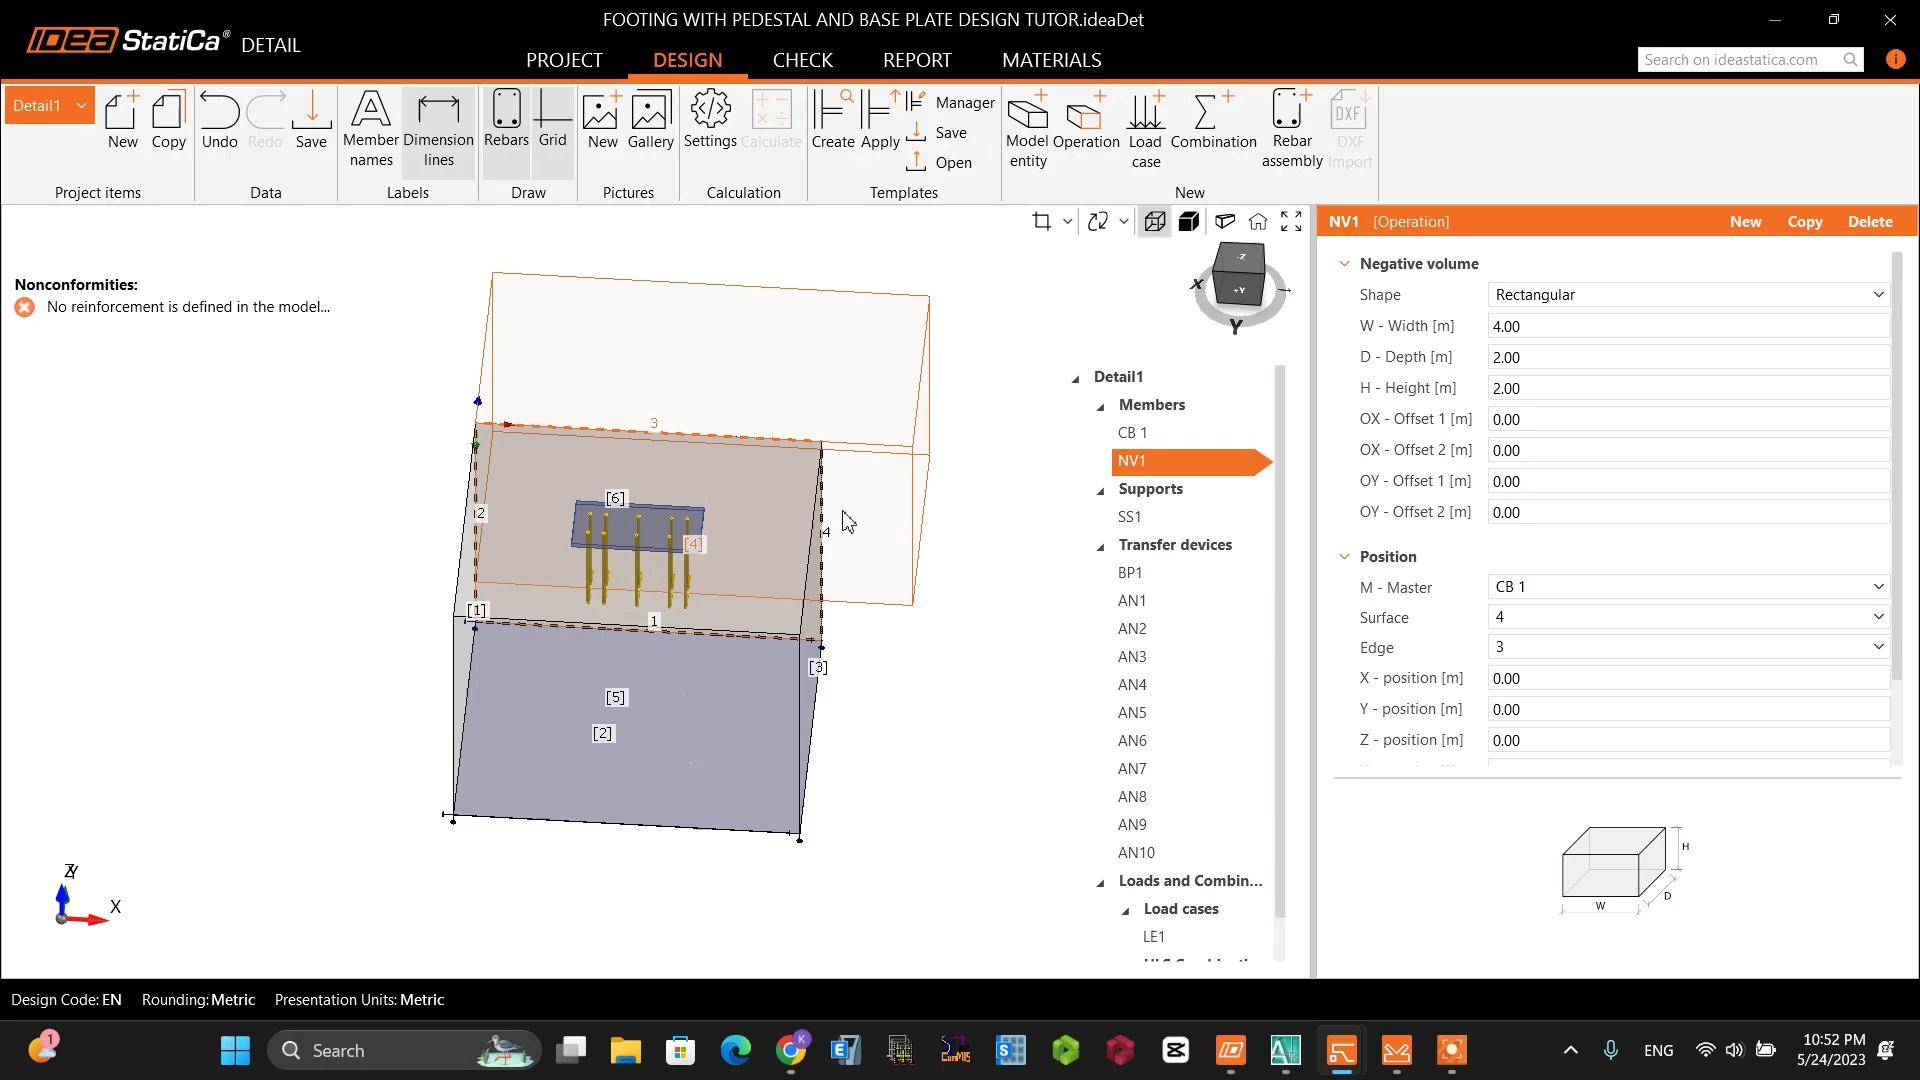 FOOTING WITH PEDESTAL AND BASE PLATE DESIGN TUTOR.ideaDet
IDEA StatiCa® DETAIL
PROJECT DESIGN CHECK REPORT MATERIALS
Search on ideastatica.com
Detail1
New Copy
Project items
Undo Redo Save
Data
Member names
Dimension lines
Labels
Rebars Grid
Draw
New Gallery
Pictures
Settings Calculate
Calculation
Create Apply
Manager
Save
Open
Templates
Model entity
Operation
Load case
Combination
Rebar assembly
DXF
DXF Import
New
Nonconformities:
No reinforcement is defined in the model...
-Z
+Y
X
Y
3
[6]
2
[4]
4
[1]
1
[3]
[5]
[2]
Z
Y
X
Detail1
Members
CB 1
NV1
Supports
SS1
Transfer devices
BP1
AN1
AN2
AN3
AN4
AN5
AN6
AN7
AN8
AN9
AN10
Loads and Combin...
Load cases
LE1
NV1 [Operation] New Copy Delete
Negative volume
Shape Rectangular
W - Width [m] 4.00
D - Depth [m] 2.00
H - Height [m] 2.00
OX - Offset 1 [m] 0.00
OX - Offset 2 [m] 0.00
OY - Offset 1 [m] 0.00
OY - Offset 2 [m] 0.00
Position
M - Master CB 1
Surface 4
Edge 3
X - position [m] 0.00
Y - position [m] 0.00
Z - position [m] 0.00
H
D
W
Design Code: EN Rounding: Metric Presentation Units: Metric
1
Search
ENG
10:52 PM
5/24/2023